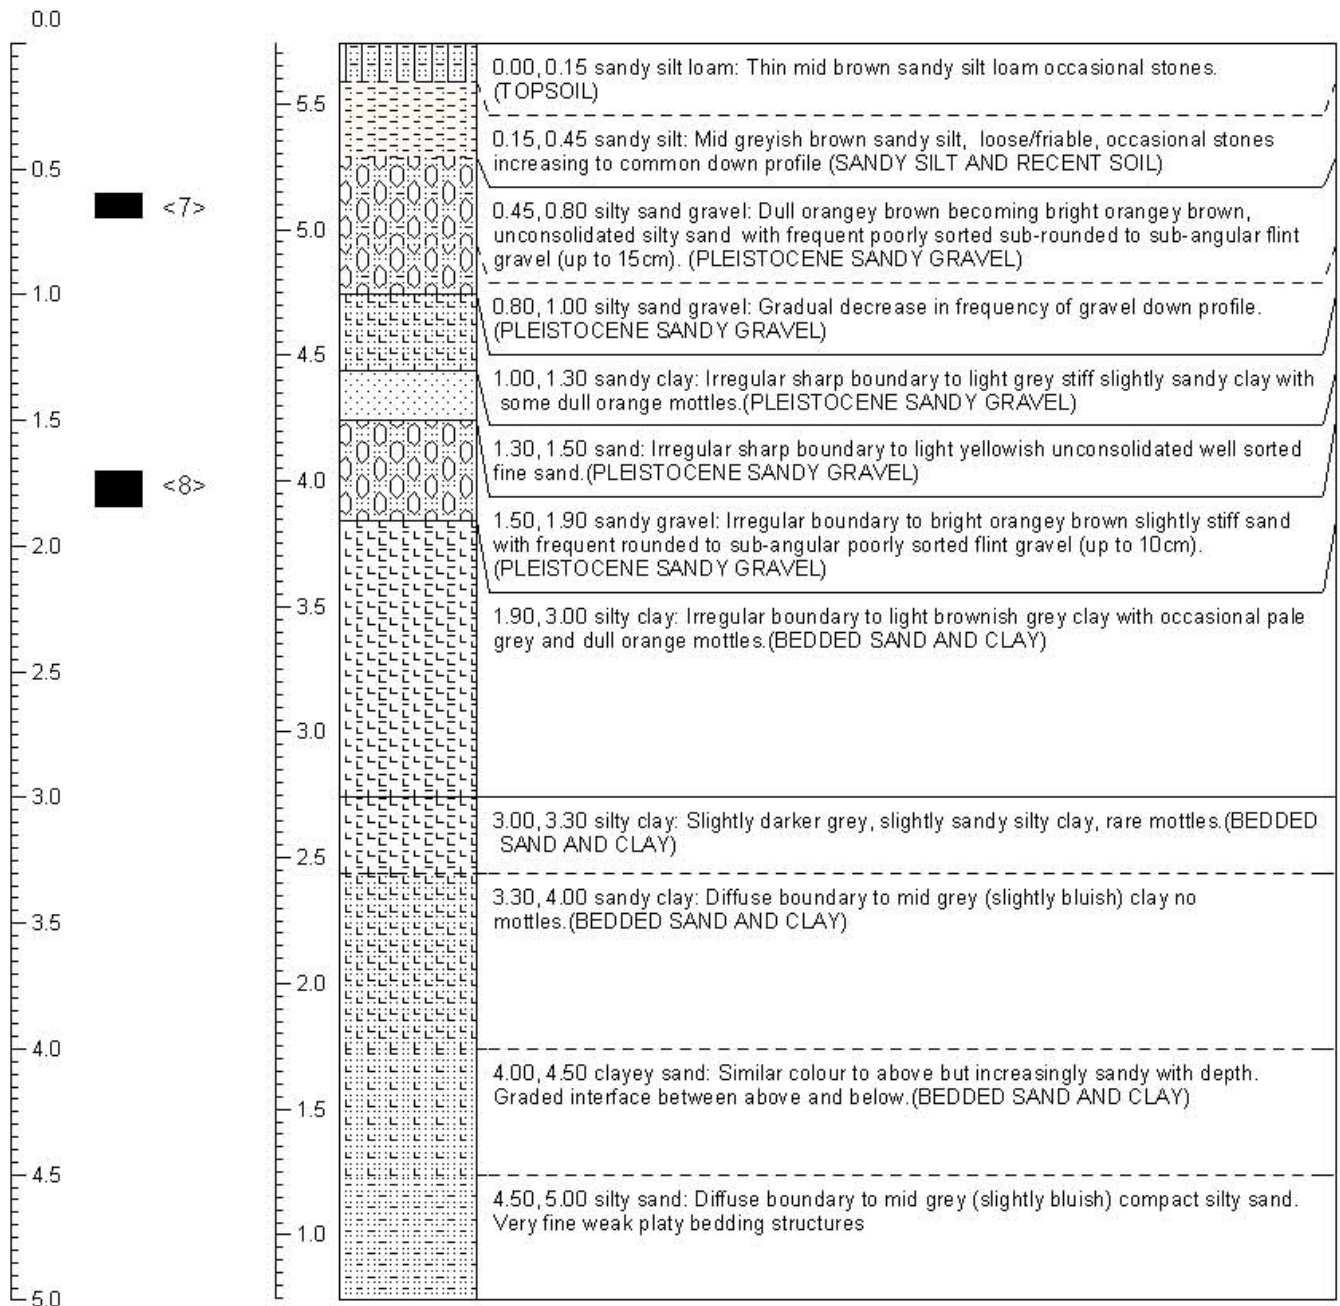 0.0
0.5
1.0
1.5
2.0
2.5
3.0
3.5
4.0
4.5
5.0
<7>
<8>
5.5
5.0
4.5
4.0
3.5
3.0
2.5
2.0
1.5
1.0
0.00, 0.15 sandy silt loam: Thin mid brown sandy silt loam occasional stones.
(TOPSOIL)
0.15, 0.45 sandy silt: Mid greyish brown sandy silt, loose/friable, occasional stones
increasing to common down profile (SANDY SILT AND RECENT SOIL)
0.45, 0.80 silty sand gravel: Dull orangey brown becoming bright orangey brown,
unconsolidated silty sand with frequent poorly sorted sub-rounded to sub-angular flint
gravel (up to 15cm). (PLEISTOCENE SANDY GRAVEL)
0.80, 1.00 silty sand gravel: Gradual decrease in frequency of gravel down profile.
(PLEISTOCENE SANDY GRAVEL)
1.00, 1.30 sandy clay: Irregular sharp boundary to light grey stiff slightly sandy clay with
some dull orange mottles.(PLEISTOCENE SANDY GRAVEL)
1.30, 1.50 sand: Irregular sharp boundary to light yellowish unconsolidated well sorted
fine sand.(PLEISTOCENE SANDY GRAVEL)
1.50, 1.90 sandy gravel: Irregular boundary to bright orangey brown slightly stiff sand
with frequent rounded to sub-angular poorly sorted flint gravel (up to 10cm).
(PLEISTOCENE SANDY GRAVEL)
1.90, 3.00 silty clay: Irregular boundary to light brownish grey clay with occasional pale
grey and dull orange mottles.(BEDDED SAND AND CLAY)
3.00, 3.30 silty clay: Slightly darker grey, slightly sandy silty clay, rare mottles.(BEDDED
SAND AND CLAY)
3.30, 4.00 sandy clay: Diffuse boundary to mid grey (slightly bluish) clay no
mottles.(BEDDED SAND AND CLAY)
4.00, 4.50 clayey sand: Similar colour to above but increasingly sandy with depth.
Graded interface between above and below.(BEDDED SAND AND CLAY)
4.50, 5.00 silty sand: Diffuse boundary to mid grey (slightly bluish) compact silty sand.
Very fine weak platy bedding structures